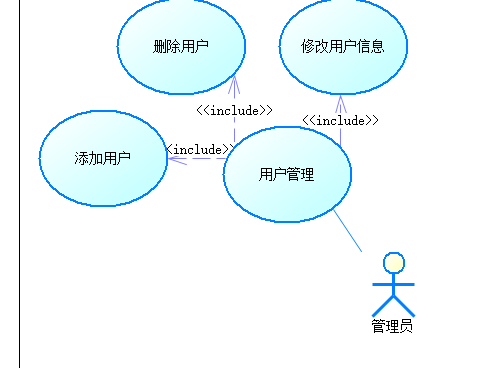 删除用户
修改用户信息
<<include>>
<<include>>
<include>>
添加用户
用户管理
管理员